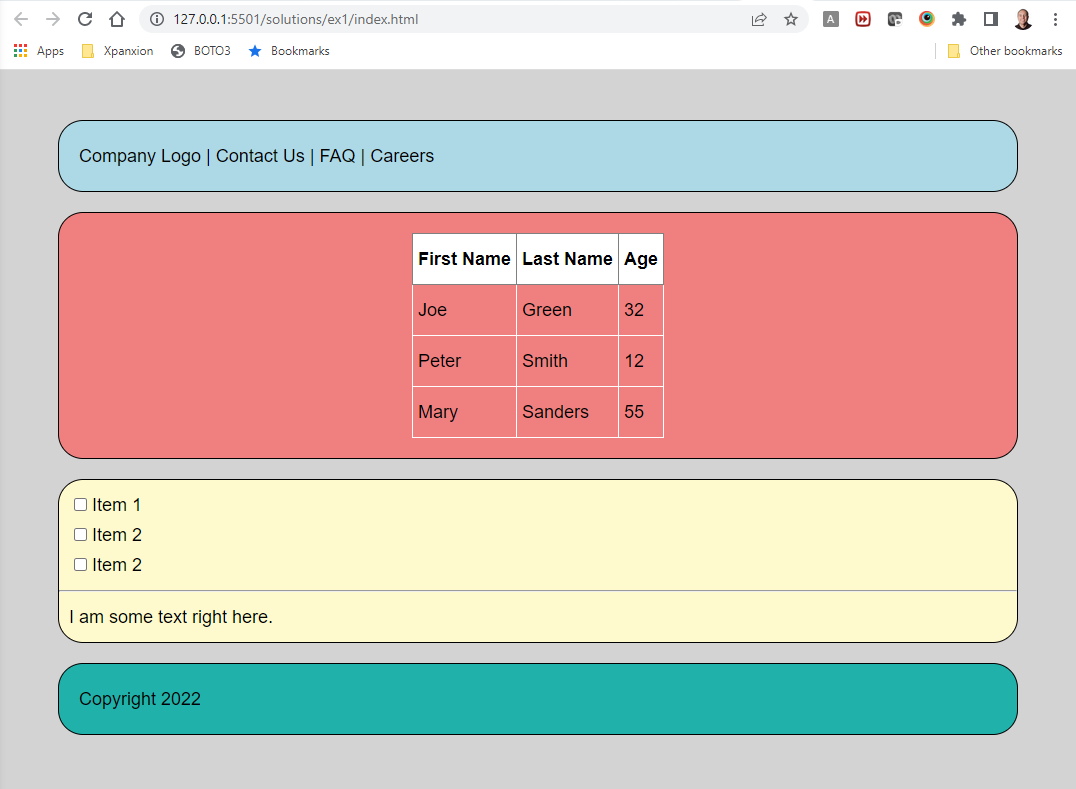 127.0.0.1:5501/solutions/ex1/index.html A
Apps Xpanxion BOTO3 Bookmarks Other bookmarks
Company Logo | Contact Us | FAQ | Careers
First Name Last Name Age
Joe Green 32
Peter Smith 12
Mary Sanders 55
Item 1
Item 2
Item 2
I am some text right here.
Copyright 2022